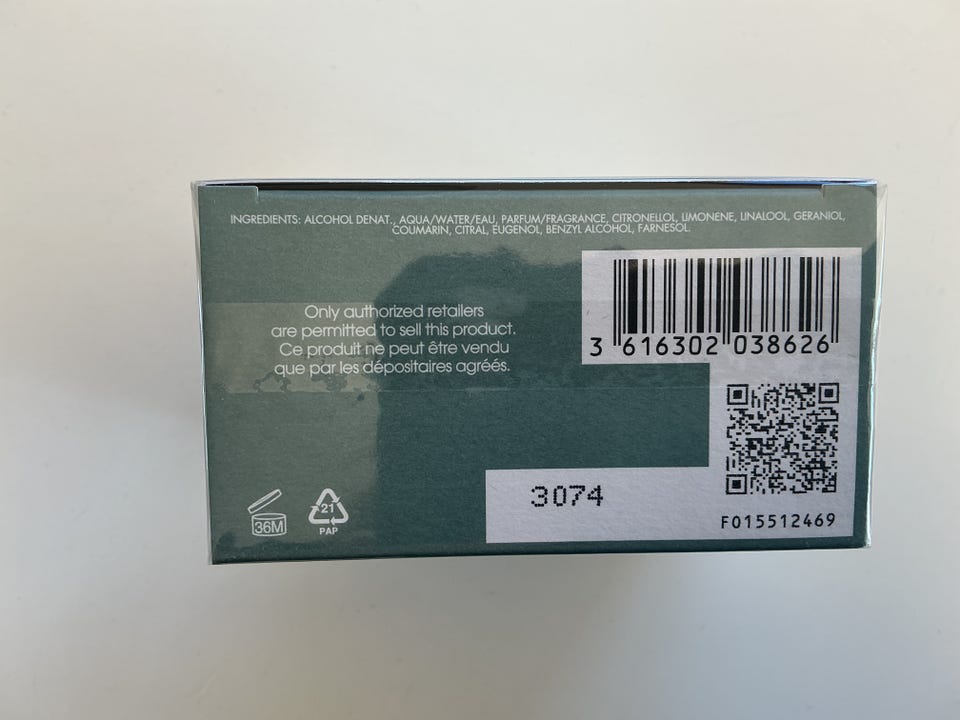 INGREDIENTS: ALCOHOL DENAT., AQUA/WATER/EAU, PARFUM/FRAGRANCE, CITRONELLOL, LIMONENE, LINALOOL, GERANIOL,
COUMARIN, CITRAL, EUGENOL, BENZYL ALCOHOL, FARNESOL.
Only authorized retailers
are permitted to sell this product.
Ce produit ne peut être vendu
que par les dépositaires agréés.
3 616302 038626
36M
21
PAP
3074
F015512469